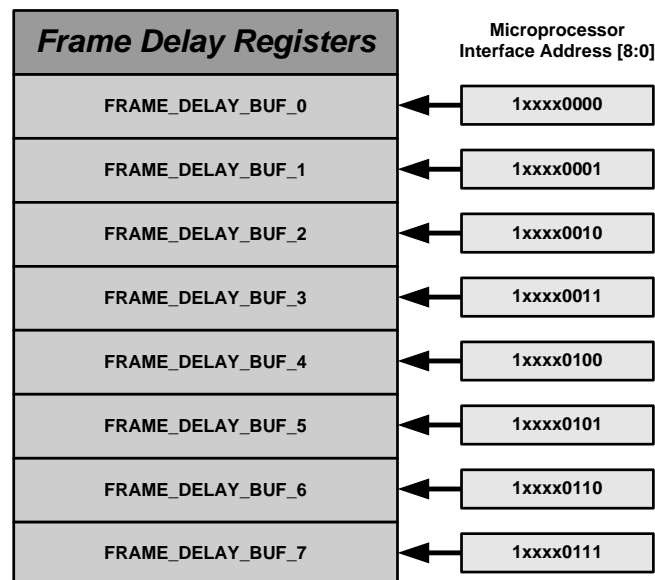 Frame Delay Registers
Microprocessor
Interface Address [8:0]
FRAME_DELAY_BUF_0
1xxxx0000
FRAME_DELAY_BUF_1
1xxxx0001
FRAME_DELAY_BUF_2
1xxxx0010
FRAME_DELAY_BUF_3
1xxxx0011
FRAME_DELAY_BUF_4
1xxxx0100
FRAME_DELAY_BUF_5
1xxxx0101
FRAME_DELAY_BUF_6
1xxxx0110
FRAME_DELAY_BUF_7
1xxxx0111